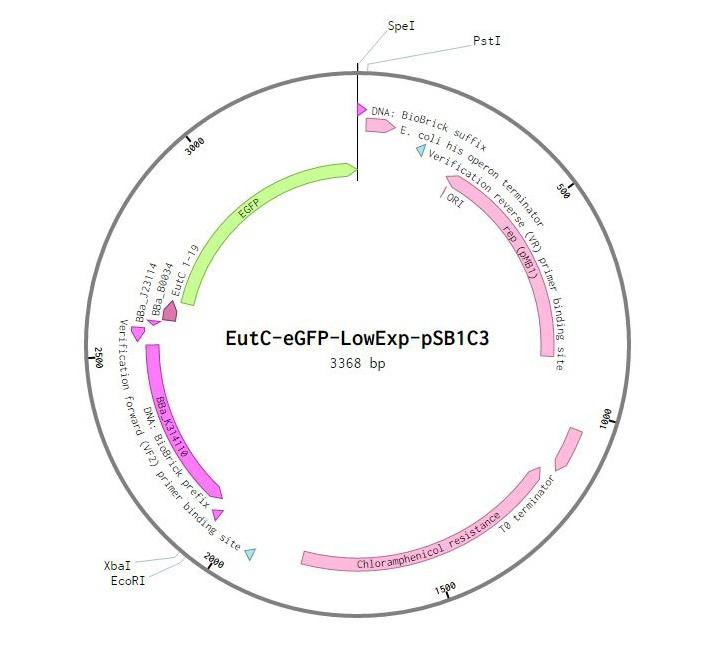 SpeI
PstI
DNA: BioBrick suffix
E. coli his operon terminator
Verification reverse (VR) primer binding site
ORI
rep (pMB1)
500
1000
T0 terminator
Chloramphenicol resistance
1500
2000
XbaI
EcoRI
Verification forward (VF2) primer binding site
DNA: BioBrick prefix
BBa_K314110
2500
BBa_J23114
BBa_B0034
EutC 1-19
EGFP
3000
EutC-eGFP-LowExp-pSB1C3
3368 bp